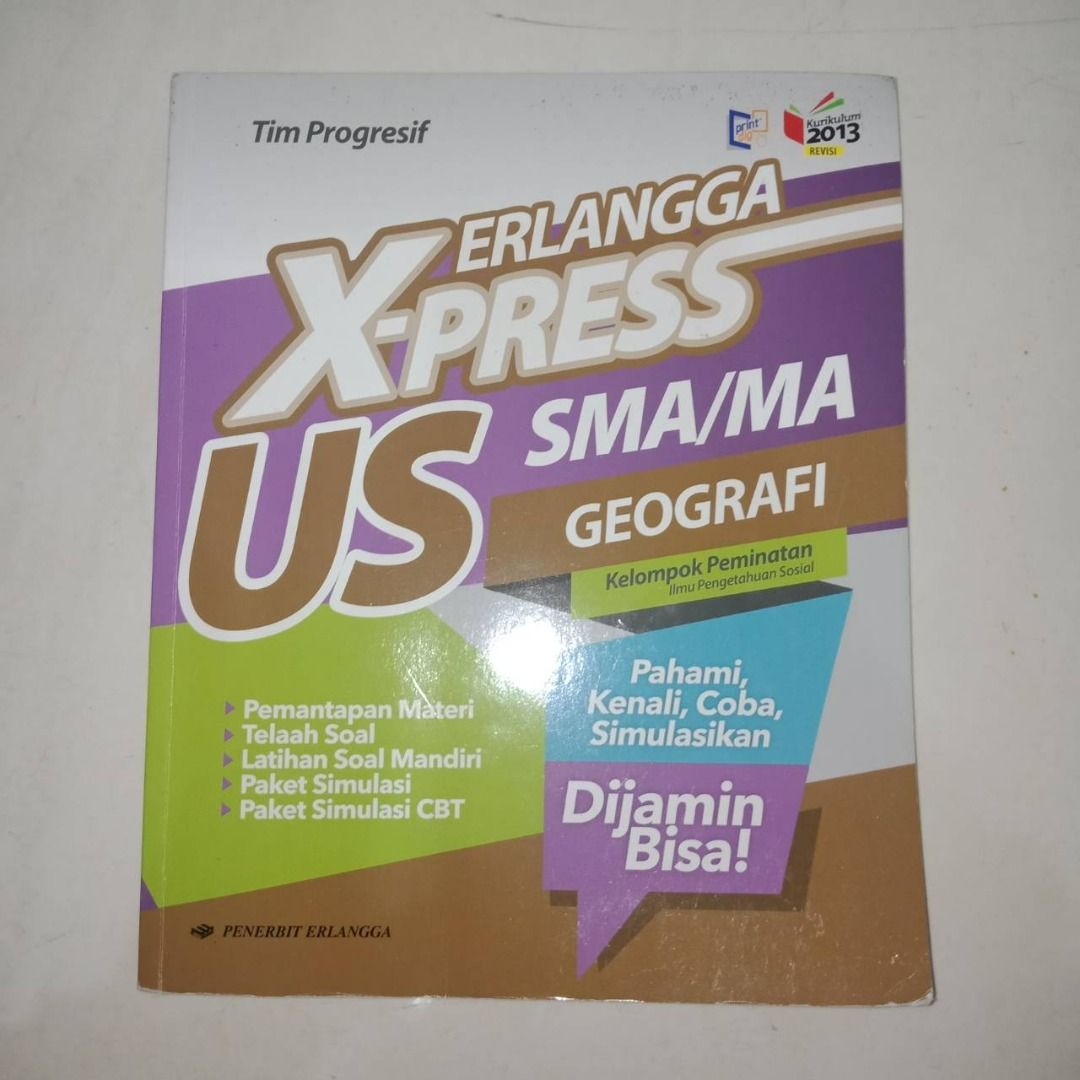 Tim Progresif
print
dig
Kurikulum
2013
REVISI
ERLANGGA
X-PRESS
US
SMA/MA
GEOGRAFI
Kelompok Peminatan
Ilmu Pengetahuan Sosial
Pemantapan Materi
Telaah Soal
Latihan Soal Mandiri
Paket Simulasi
Paket Simulasi CBT
Pahami,
Kenali, Coba,
Simulasikan
Dijamin
Bisa!
PENERBIT ERLANGGA